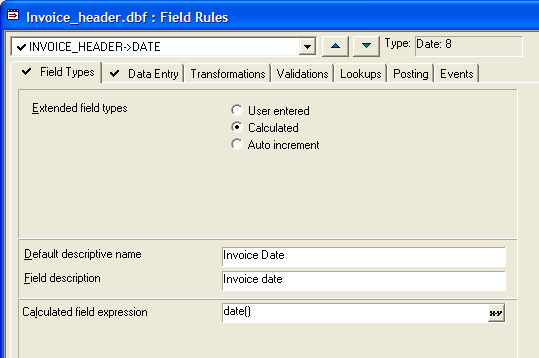 Invoice_header.dbf : Field Rules
INVOICE_HEADER->DATE Type: Date: 8
Field Types Data Entry Transformations Validations Lookups Posting Events
Extended field types User entered
Calculated
Auto increment
Default descriptive name Invoice Date
Field description Invoice date
Calculated field expression date() x-y